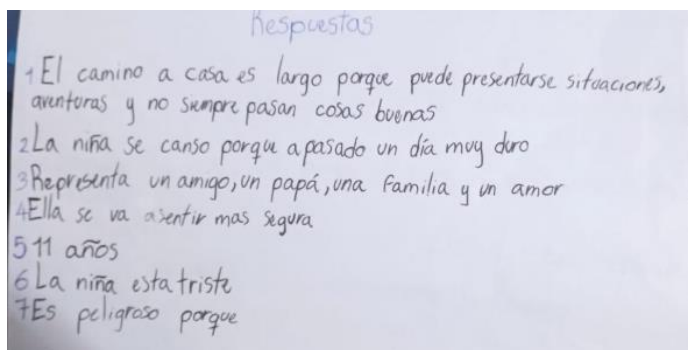 Respuestas
1 El camino a casa es largo porque puede presentarse situaciones,
aventuras y no siempre pasan cosas buenas
2 La niña se canso porque apasado un día muy duro
3 Representa un amigo, un papá, una familia y un amor
4 Ella se va asentir mas segura
5 11 años
6 La niña esta triste
7 Es peligroso porque